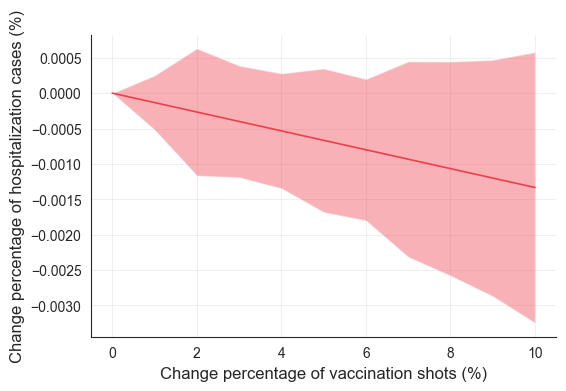 Change percentage of hospitalization cases (%)
0.0005
0.0000
−0.0005
−0.0010
−0.0015
−0.0020
−0.0025
−0.0030
0 2 4 6 8 10
Change percentage of vaccination shots (%)